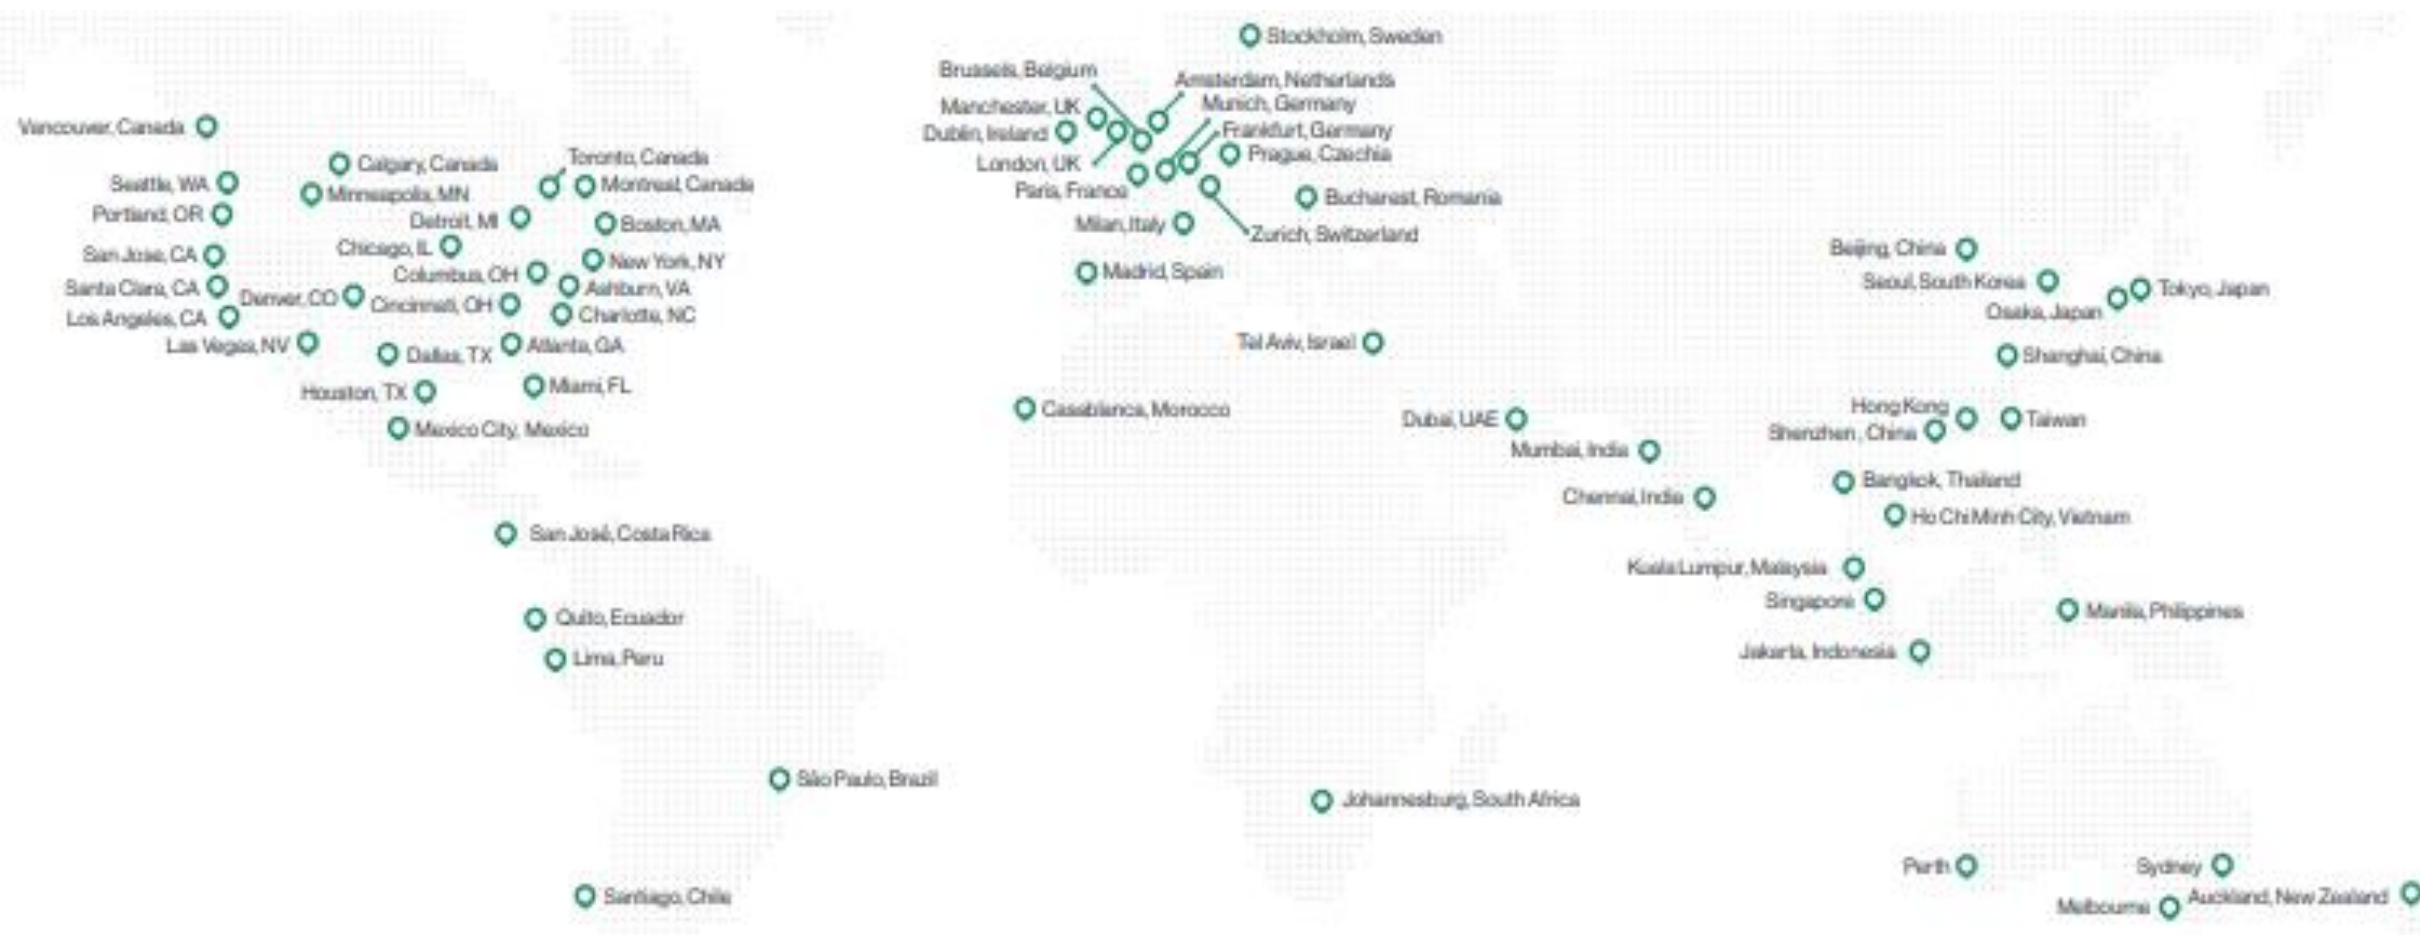 Stockholm, Sweden
Brussels, Belgium
Amsterdam, Netherlands
Manchester, UK
Munich, Germany
Dublin, Ireland
Frankfurt, Germany
London, UK
Prague, Czechia
Paris, France
Bucharest, Romania
Milan, Italy
Zurich, Switzerland
Madrid, Spain
Vancouver, Canada
Calgary, Canada
Toronto, Canada
Seattle, WA
Minneapolis, MN
Montreal, Canada
Portland, OR
Detroit, MI
Boston, MA
San Jose, CA
Chicago, IL
New York, NY
Santa Clara, CA
Denver, CO
Columbus, OH
Ashburn, VA
Los Angeles, CA
Cincinnati, OH
Charlotte, NC
Las Vegas, NV
Dallas, TX
Atlanta, GA
Houston, TX
Miami, FL
Mexico City, Mexico
San José, Costa Rica
Quito, Ecuador
Lima, Peru
São Paulo, Brazil
Santiago, Chile
Tel Aviv, Israel
Casablanca, Morocco
Dubai, UAE
Mumbai, India
Chennai, India
Johannesburg, South Africa
Beijing, China
Seoul, South Korea
Tokyo, Japan
Osaka, Japan
Shanghai, China
Hong Kong
Taiwan
Shenzhen , China
Bangkok, Thailand
Ho Chi Minh City, Vietnam
Kuala Lumpur, Malaysia
Singapore
Manila, Philippines
Jakarta, Indonesia
Perth
Sydney
Melbourne
Auckland, New Zealand